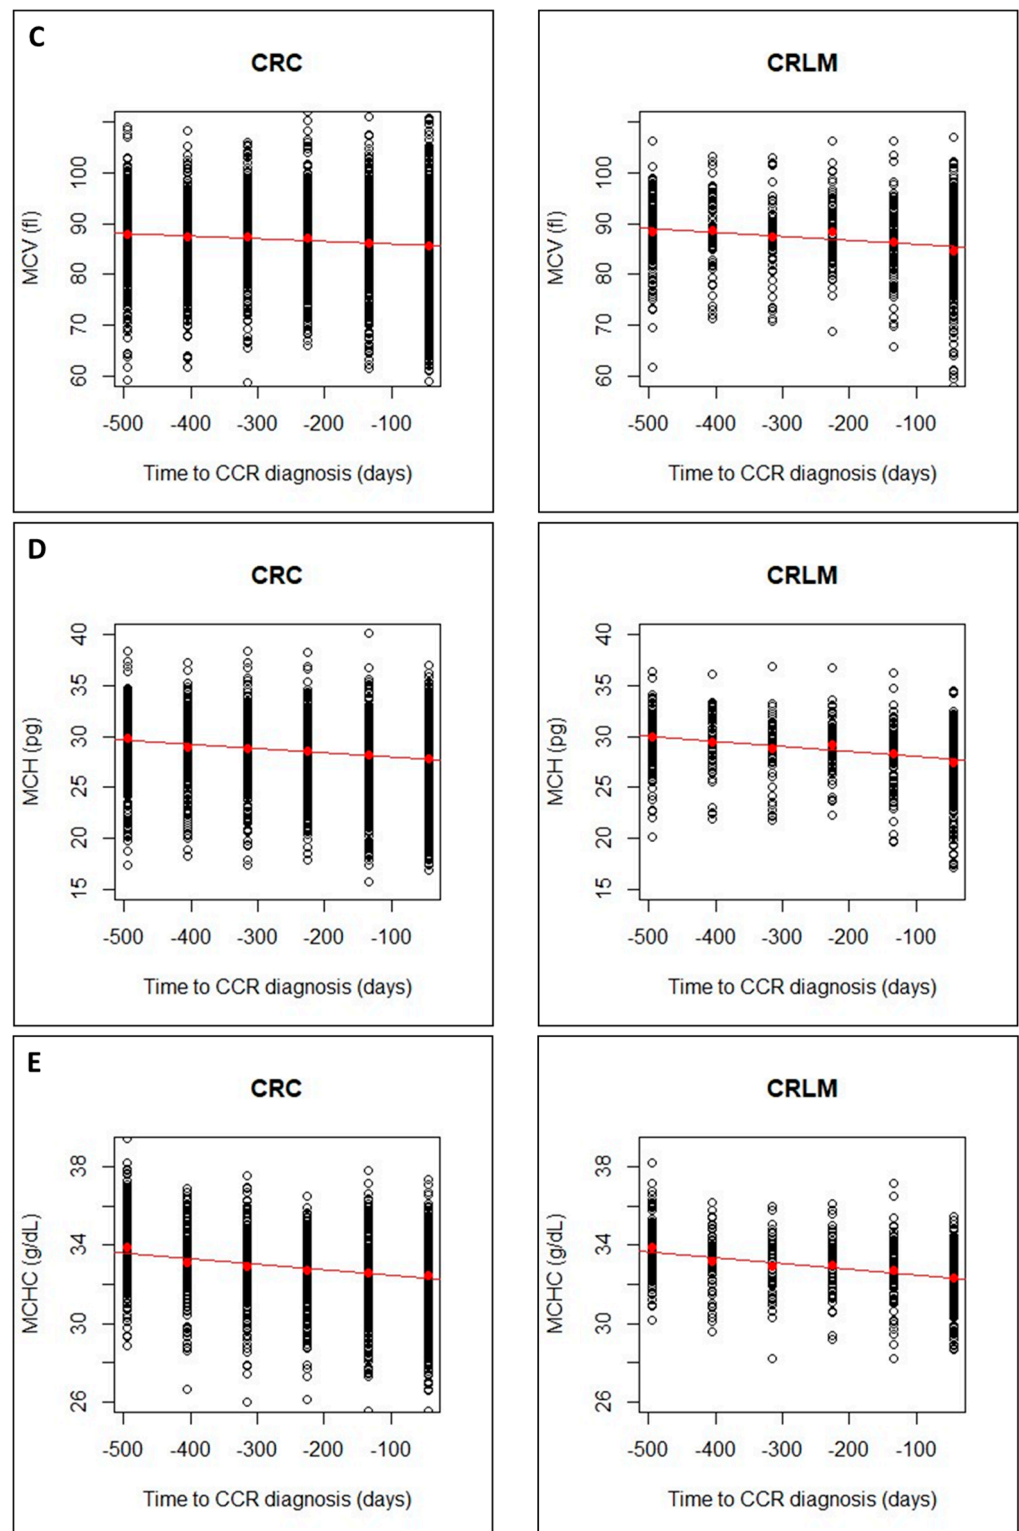 C
CRC
MCV (fl)
100
90
80
70
60
-500 -400 -300 -200 -100
Time to CCR diagnosis (days)
CRLM
MCV (fl)
100
90
80
70
60
-500 -400 -300 -200 -100
Time to CCR diagnosis (days)
D
CRC
MCH (pg)
40
35
30
25
20
15
-500 -400 -300 -200 -100
Time to CCR diagnosis (days)
CRLM
MCH (pg)
40
35
30
25
20
15
-500 -400 -300 -200 -100
Time to CCR diagnosis (days)
E
CRC
MCHC (g/dL)
38
34
30
26
-500 -400 -300 -200 -100
Time to CCR diagnosis (days)
CRLM
MCHC (g/dL)
38
34
30
26
-500 -400 -300 -200 -100
Time to CCR diagnosis (days)